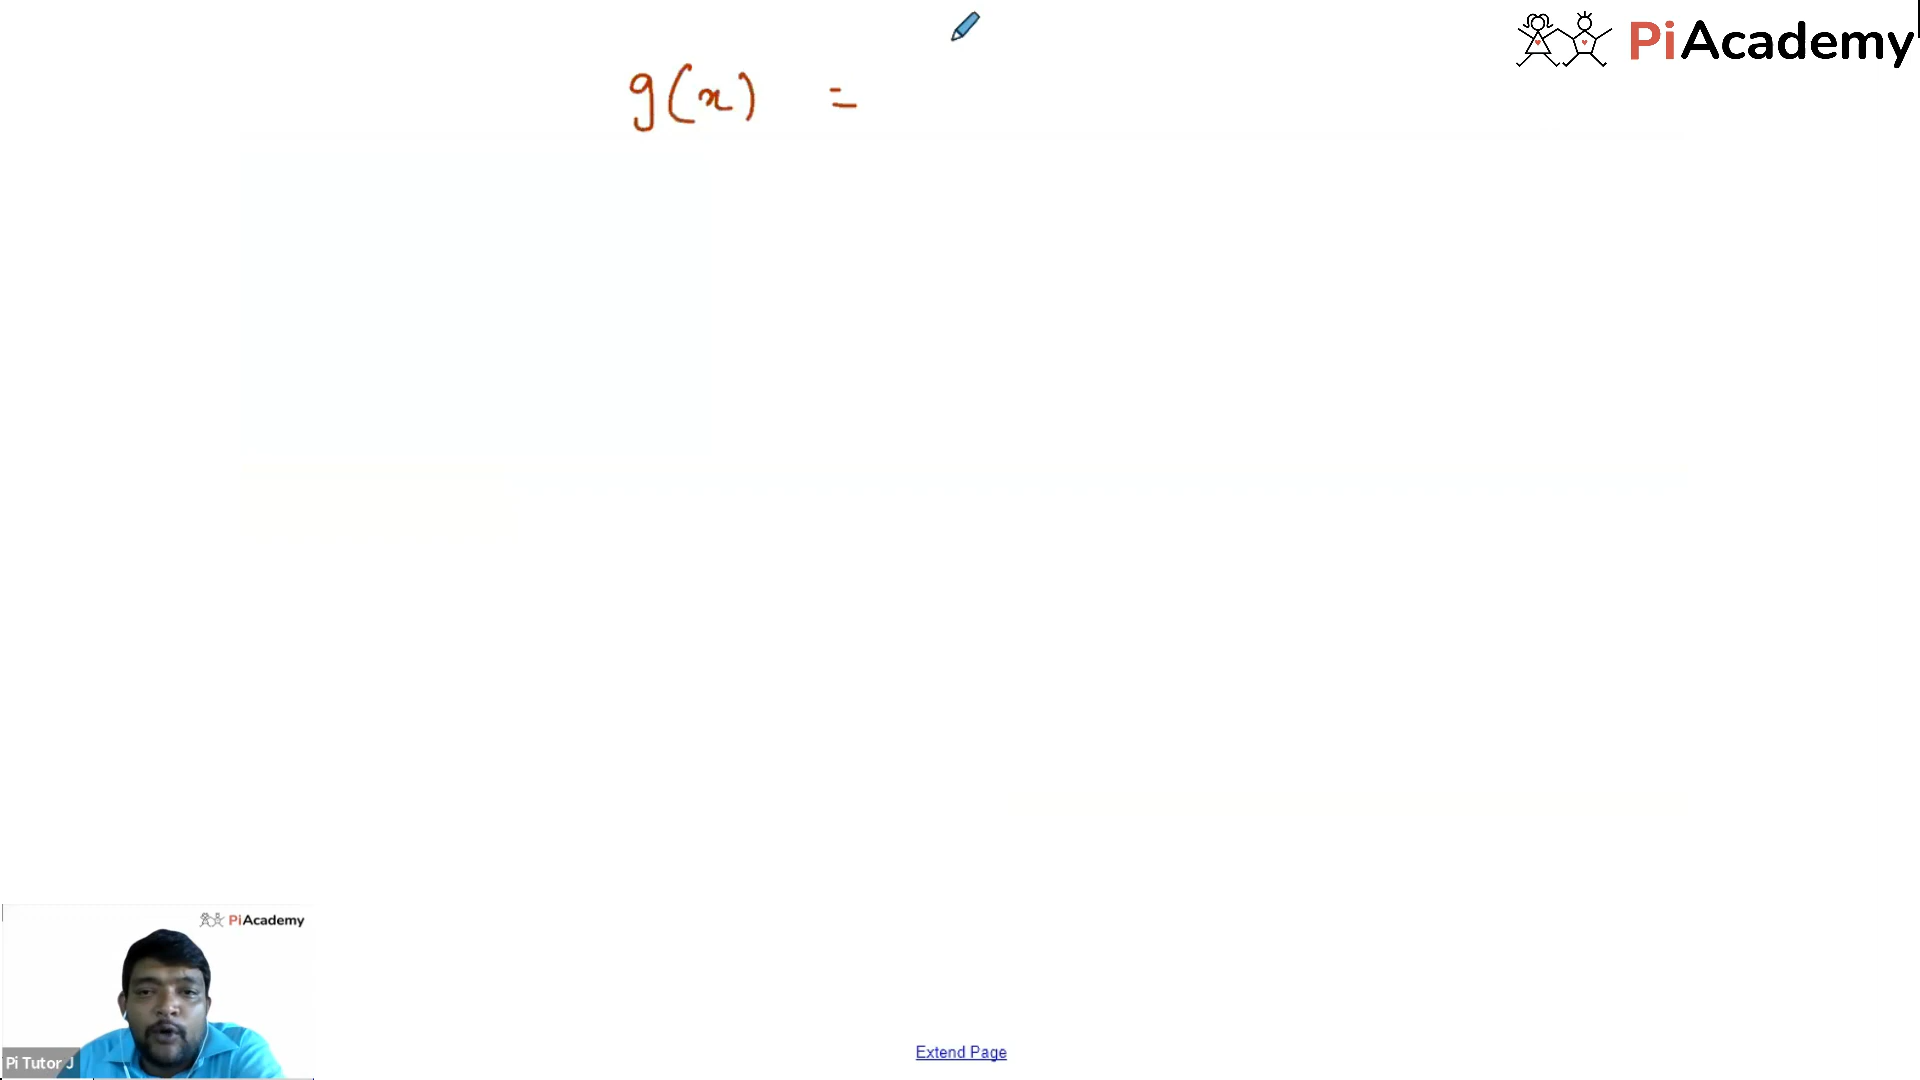 PiAcademy
g(x) =
PiAcademy
Pi Tutor J
Extend Page